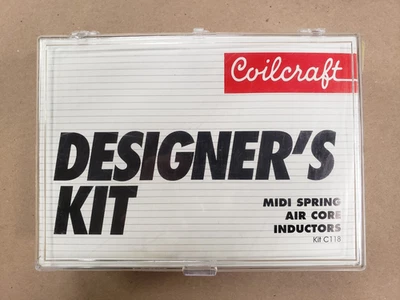 Coilcraft
DESIGNER'S
KIT
MIDI SPRING
AIR CORE
INDUCTORS
Kit C118